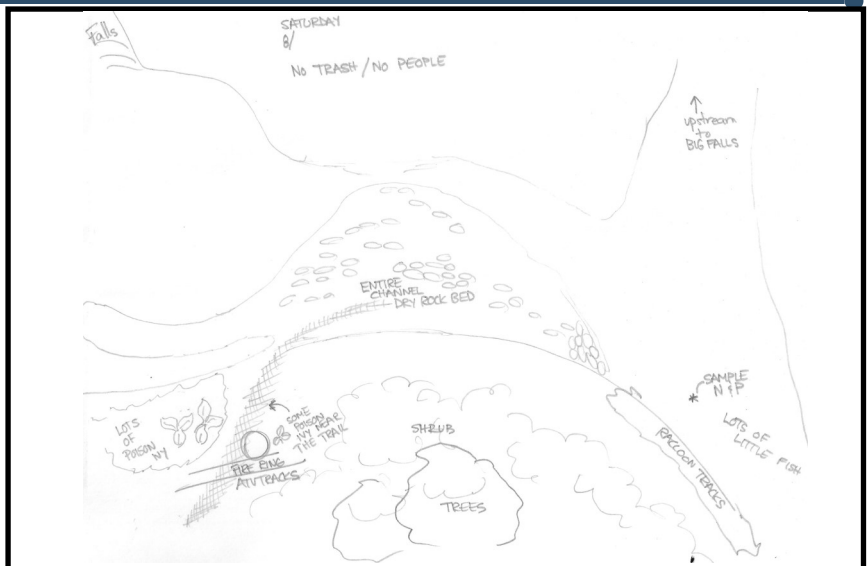 Falls
SATURDAY
8/
NO TRASH / NO PEOPLE
↑
upstream
to
BIG FALLS
ENTIRE
CHANNEL
DRY ROCK BED
LOTS
OF
POISON IVY
SOME
POISON
IVY NEAR
THE TRAIL
FIRE RING
ATV TRACKS
SHRUB
TREES
* SAMPLE
N & P
LOTS OF
LITTLE FISH
RACCOON TRACKS